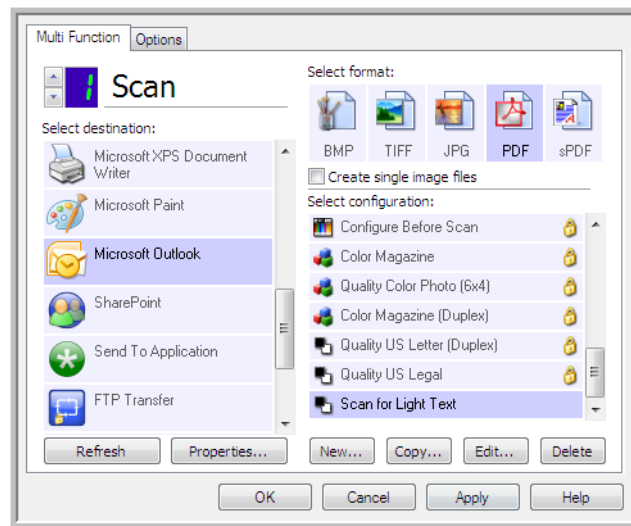 Multi Function
Options
1 Scan
Select destination:
Microsoft XPS Document
Writer
Microsoft Paint
Microsoft Outlook
SharePoint
Send To Application
FTP Transfer
Refresh
Properties...
Select format:
BMP TIFF JPG PDF sPDF
Create single image files
Select configuration:
Configure Before Scan
Color Magazine
Quality Color Photo (6x4)
Color Magazine (Duplex)
Quality US Letter (Duplex)
Quality US Legal
Scan for Light Text
New... Copy... Edit... Delete
OK Cancel Apply Help